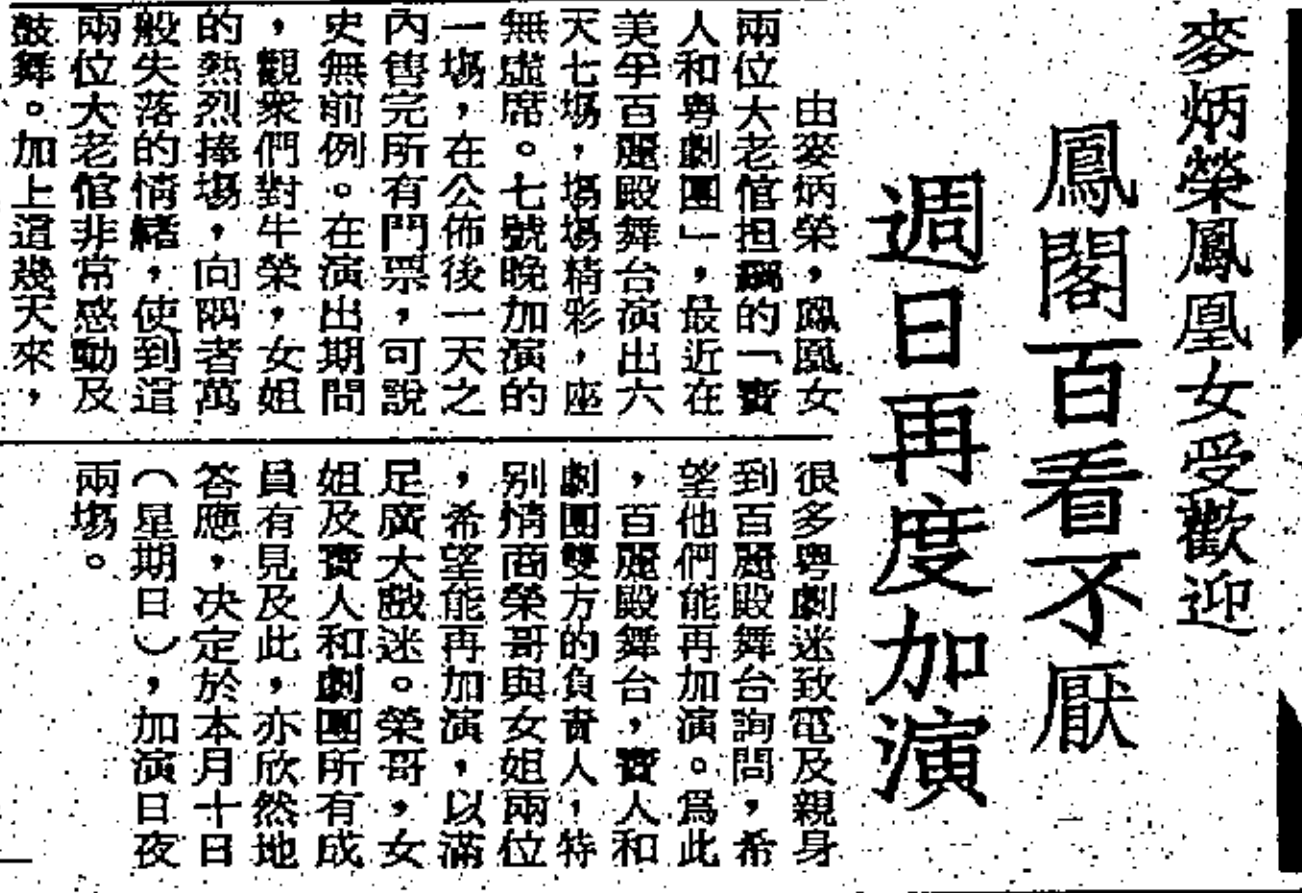 麥炳榮鳳凰女受歡迎
鳳閣百看不厭
週日再度加演
由麥炳榮，鳳凰女
兩位大老倌担綱的「寶
人和粵劇團」，最近在
美孚百麗殿舞台演出六
天七場，場場精彩，座
無虛席。七號晚加演的
一場，在公佈後一天之
內售完所有門票，可說
史無前例。在演出期間
，觀衆們對牛榮，女姐
的熱烈捧場，向隅者萬
般失落的情緒，使到這
兩位大老倌非常感動及
鼓舞。加上這幾天來，
很多粵劇迷致電及親身
到百麗殿舞台詢問，希
望他們能再加演。爲此
，百麗殿舞台，寶人和
劇團雙方的負責人，特
別情商榮哥與女姐兩位
，希望能再加演，以滿
足廣大戲迷。榮哥，女
姐及寶人和劇團所有成
員有見及此，亦欣然地
答應，决定於本月十日
（星期日），加演日夜
兩場。